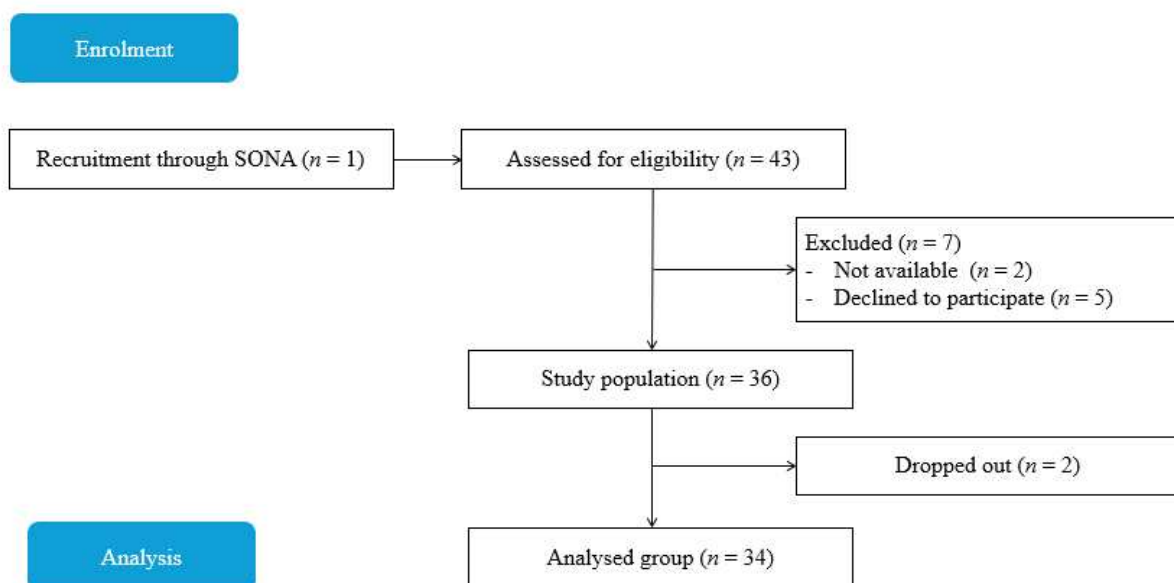 Enrolment
Recruitment through SONA (n = 1)
Assessed for eligibility (n = 43)
Excluded (n = 7)
- Not available (n = 2)
- Declined to participate (n = 5)
Study population (n = 36)
Dropped out (n = 2)
Analysed group (n = 34)
Analysis